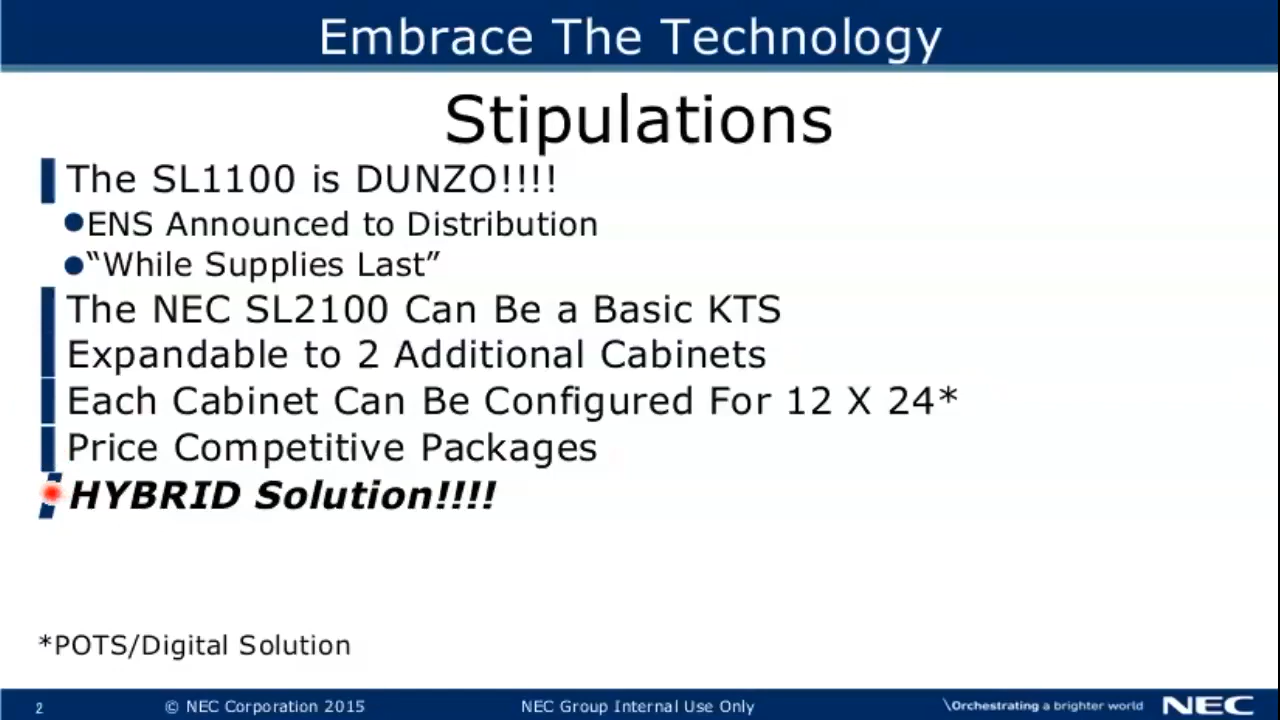 Embrace The Technology
Stipulations
The SL1100 is DUNZO!!!!
ENS Announced to Distribution
“While Supplies Last”
The NEC SL2100 Can Be a Basic KTS
Expandable to 2 Additional Cabinets
Each Cabinet Can Be Configured For 12 X 24*
Price Competitive Packages
HYBRID Solution!!!!
*POTS/Digital Solution
2 © NEC Corporation 2015 NEC Group Internal Use Only \Orchestrating a brighter world NEC